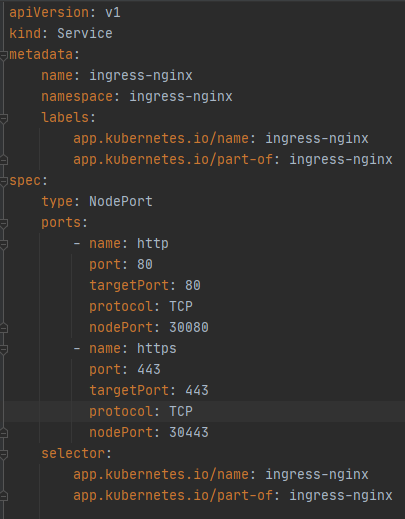 apiVersion: v1
kind: Service
metadata:
    name: ingress-nginx
    namespace: ingress-nginx
    labels:
        app.kubernetes.io/name: ingress-nginx
        app.kubernetes.io/part-of: ingress-nginx
spec:
    type: NodePort
    ports:
        - name: http
          port: 80
          targetPort: 80
          protocol: TCP
          nodePort: 30080
        - name: https
          port: 443
          targetPort: 443
          protocol: TCP
          nodePort: 30443
    selector:
        app.kubernetes.io/name: ingress-nginx
        app.kubernetes.io/part-of: ingress-nginx